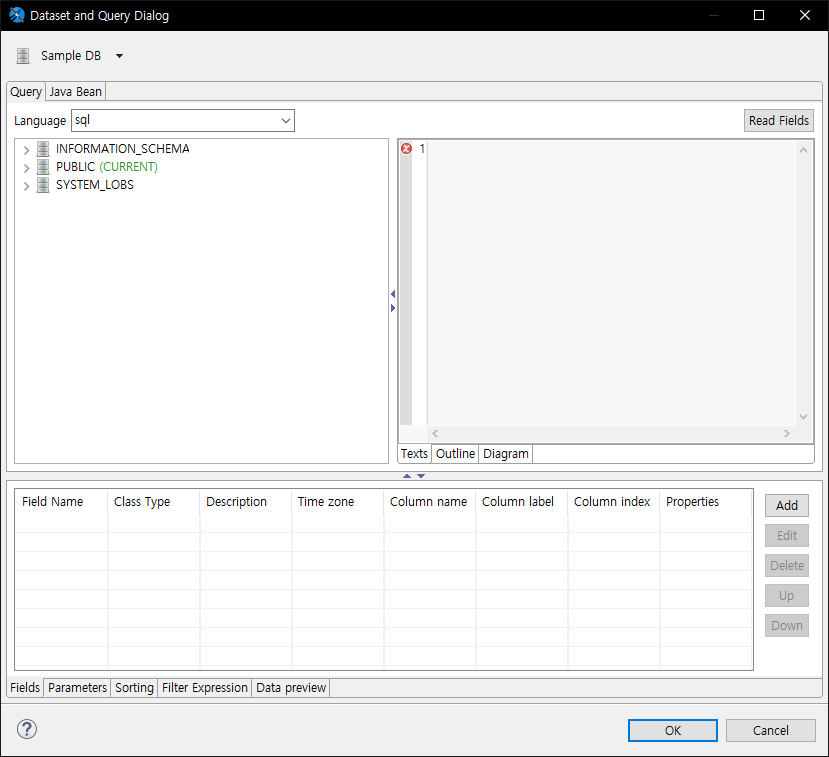 Dataset and Query Dialog
Sample DB
Query Java Bean
Language sql Read Fields
INFORMATION_SCHEMA
PUBLIC (CURRENT)
SYSTEM_LOBS
1
Texts Outline Diagram
Field Name Class Type Description Time zone Column name Column label Column index Properties
Add
Edit
Delete
Up
Down
Fields Parameters Sorting Filter Expression Data preview
?
OK Cancel